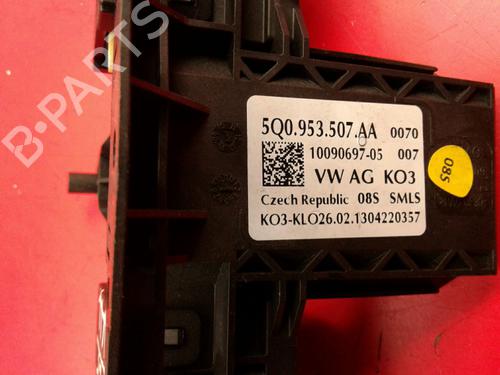 B-PARTS
5Q0.953.507.AA 0070
10090697-05 007
VW AG KO3
Czech Republic 08S SMLS
KO3-KLO26.02.1304220357
08S